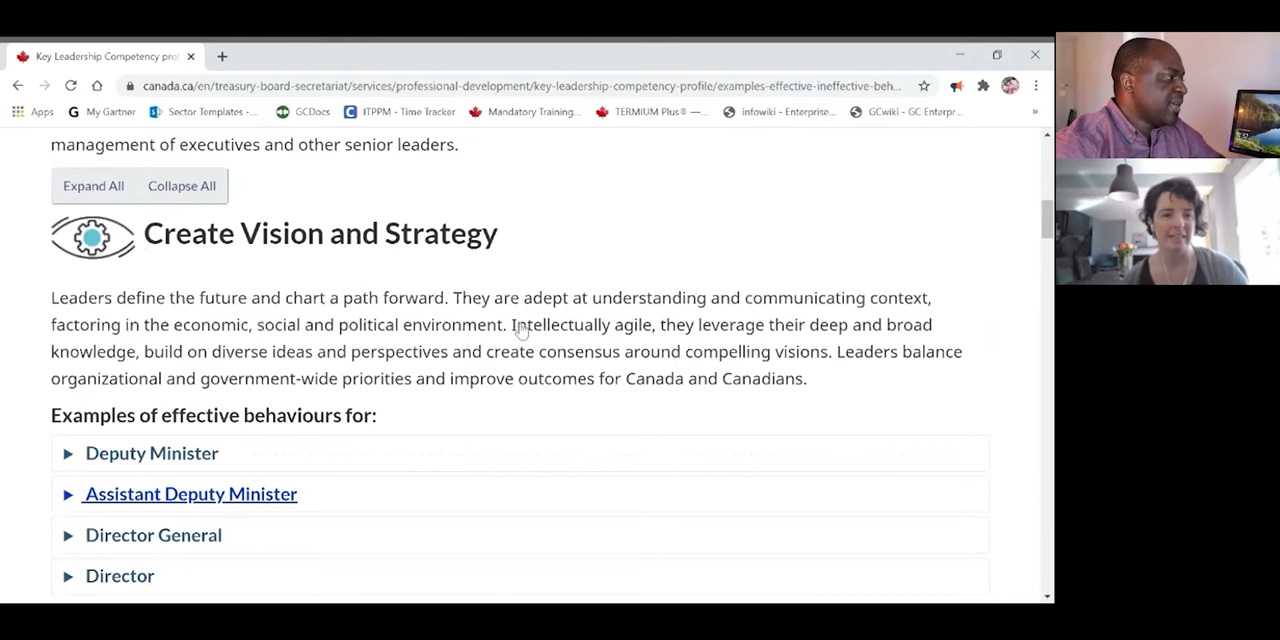 Key Leadership Competency pro
canada.ca/en/treasury-board-secretariat/services/professional-development/key-leadership-competency-profile/examples-effective-ineffective-beh...
Apps My Gartner Sector Templates -... GCDocs ITPPM - Time Tracker Mandatory Training... TERMIUM Plus® —... infowiki - Enterprise... GCwiki - GC Enterpr... »
management of executives and other senior leaders.
Expand All Collapse All
Create Vision and Strategy
Leaders define the future and chart a path forward. They are adept at understanding and communicating context,
factoring in the economic, social and political environment. Intellectually agile, they leverage their deep and broad
knowledge, build on diverse ideas and perspectives and create consensus around compelling visions. Leaders balance
organizational and government-wide priorities and improve outcomes for Canada and Canadians.
Examples of effective behaviours for:
Deputy Minister
Assistant Deputy Minister
Director General
Director